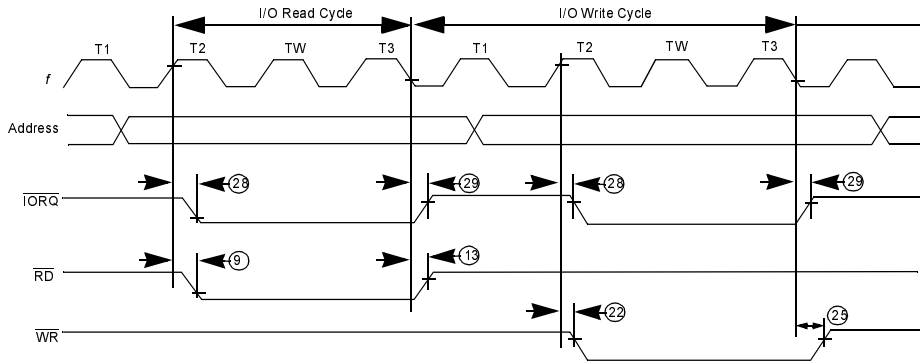 I/O Read Cycle I/O Write Cycle
T1 T2 TW T3 T1 T2 TW T3
f
Address
28 29 28 29
IORQ
9 13
RD
22 25
WR